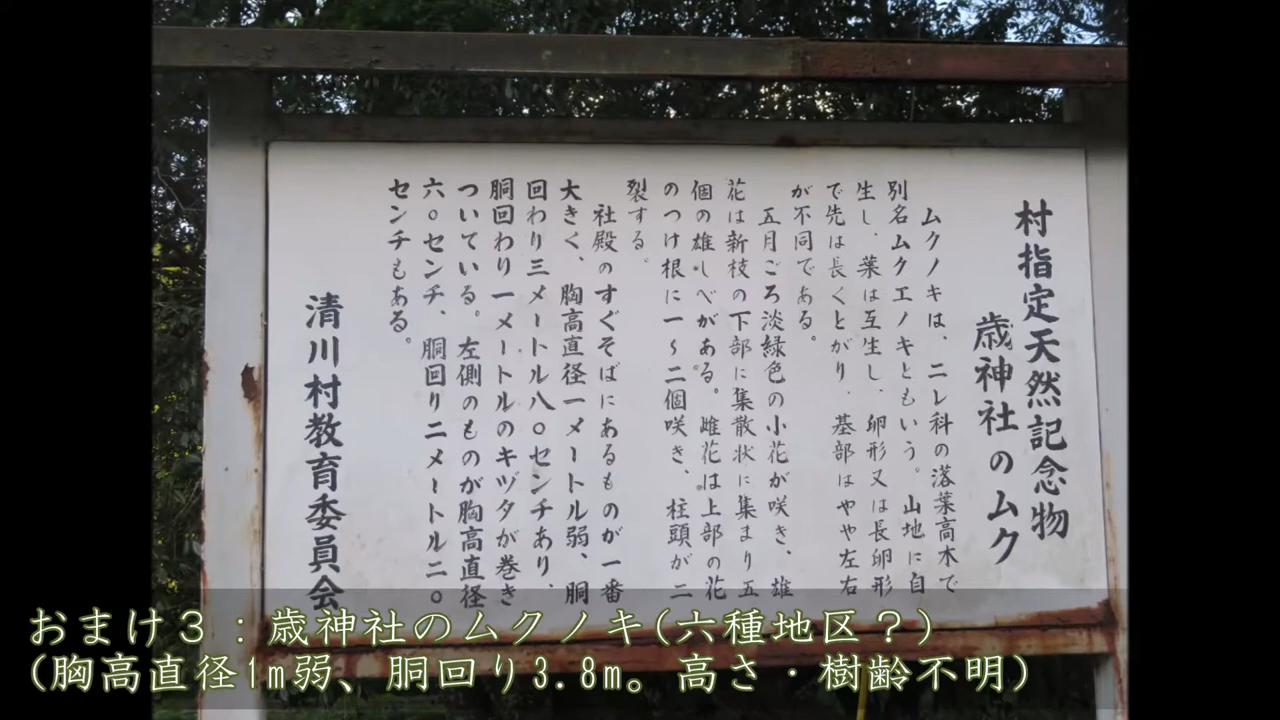 村指定天然記念物
歳神社のムク
ムクノキは、ニレ科の落葉高木で
別名ムクエノキともいう。山地に自
生し、葉は互生し、卵形又は長卵形
で先は長くとがり、基部はやや左右
が不同である。
五月ごろ淡緑色の小花が咲き、雄
花は新枝の下部に集散状に集まり五
個の雄しべがある。雌花は上部の花
のつけ根に一〜二個咲き、柱頭が二
裂する。
社殿のすぐそばにあるものが一番
大きく、胸高直径一メートル弱、胴
回わり三メートル八〇センチあり、
胴回わり一メートルのキヅタが巻き
ついている。左側のものが胸高直径
六〇センチ、胴回り二メートル二〇
センチもある。
清川村教育委員会
おまけ３：歳神社のムクノキ(六種地区？)
(胸高直径1m弱、胴回り3.8m。高さ・樹齢不明)